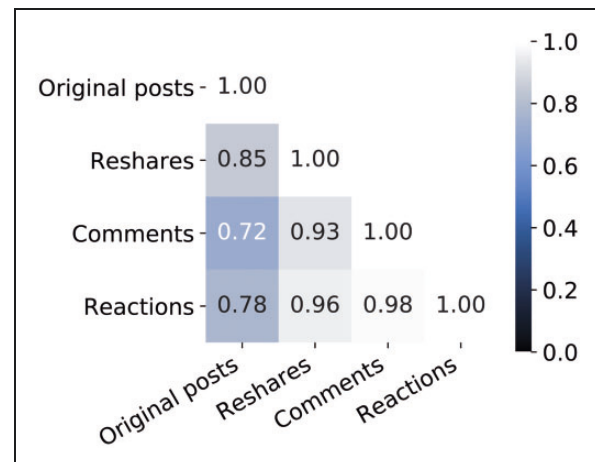 Original posts 1.00
Reshares 0.85 1.00
Comments 0.72 0.93 1.00
Reactions 0.78 0.96 0.98 1.00
Original posts
Reshares
Comments
Reactions
1.0
0.8
0.6
0.4
0.2
0.0